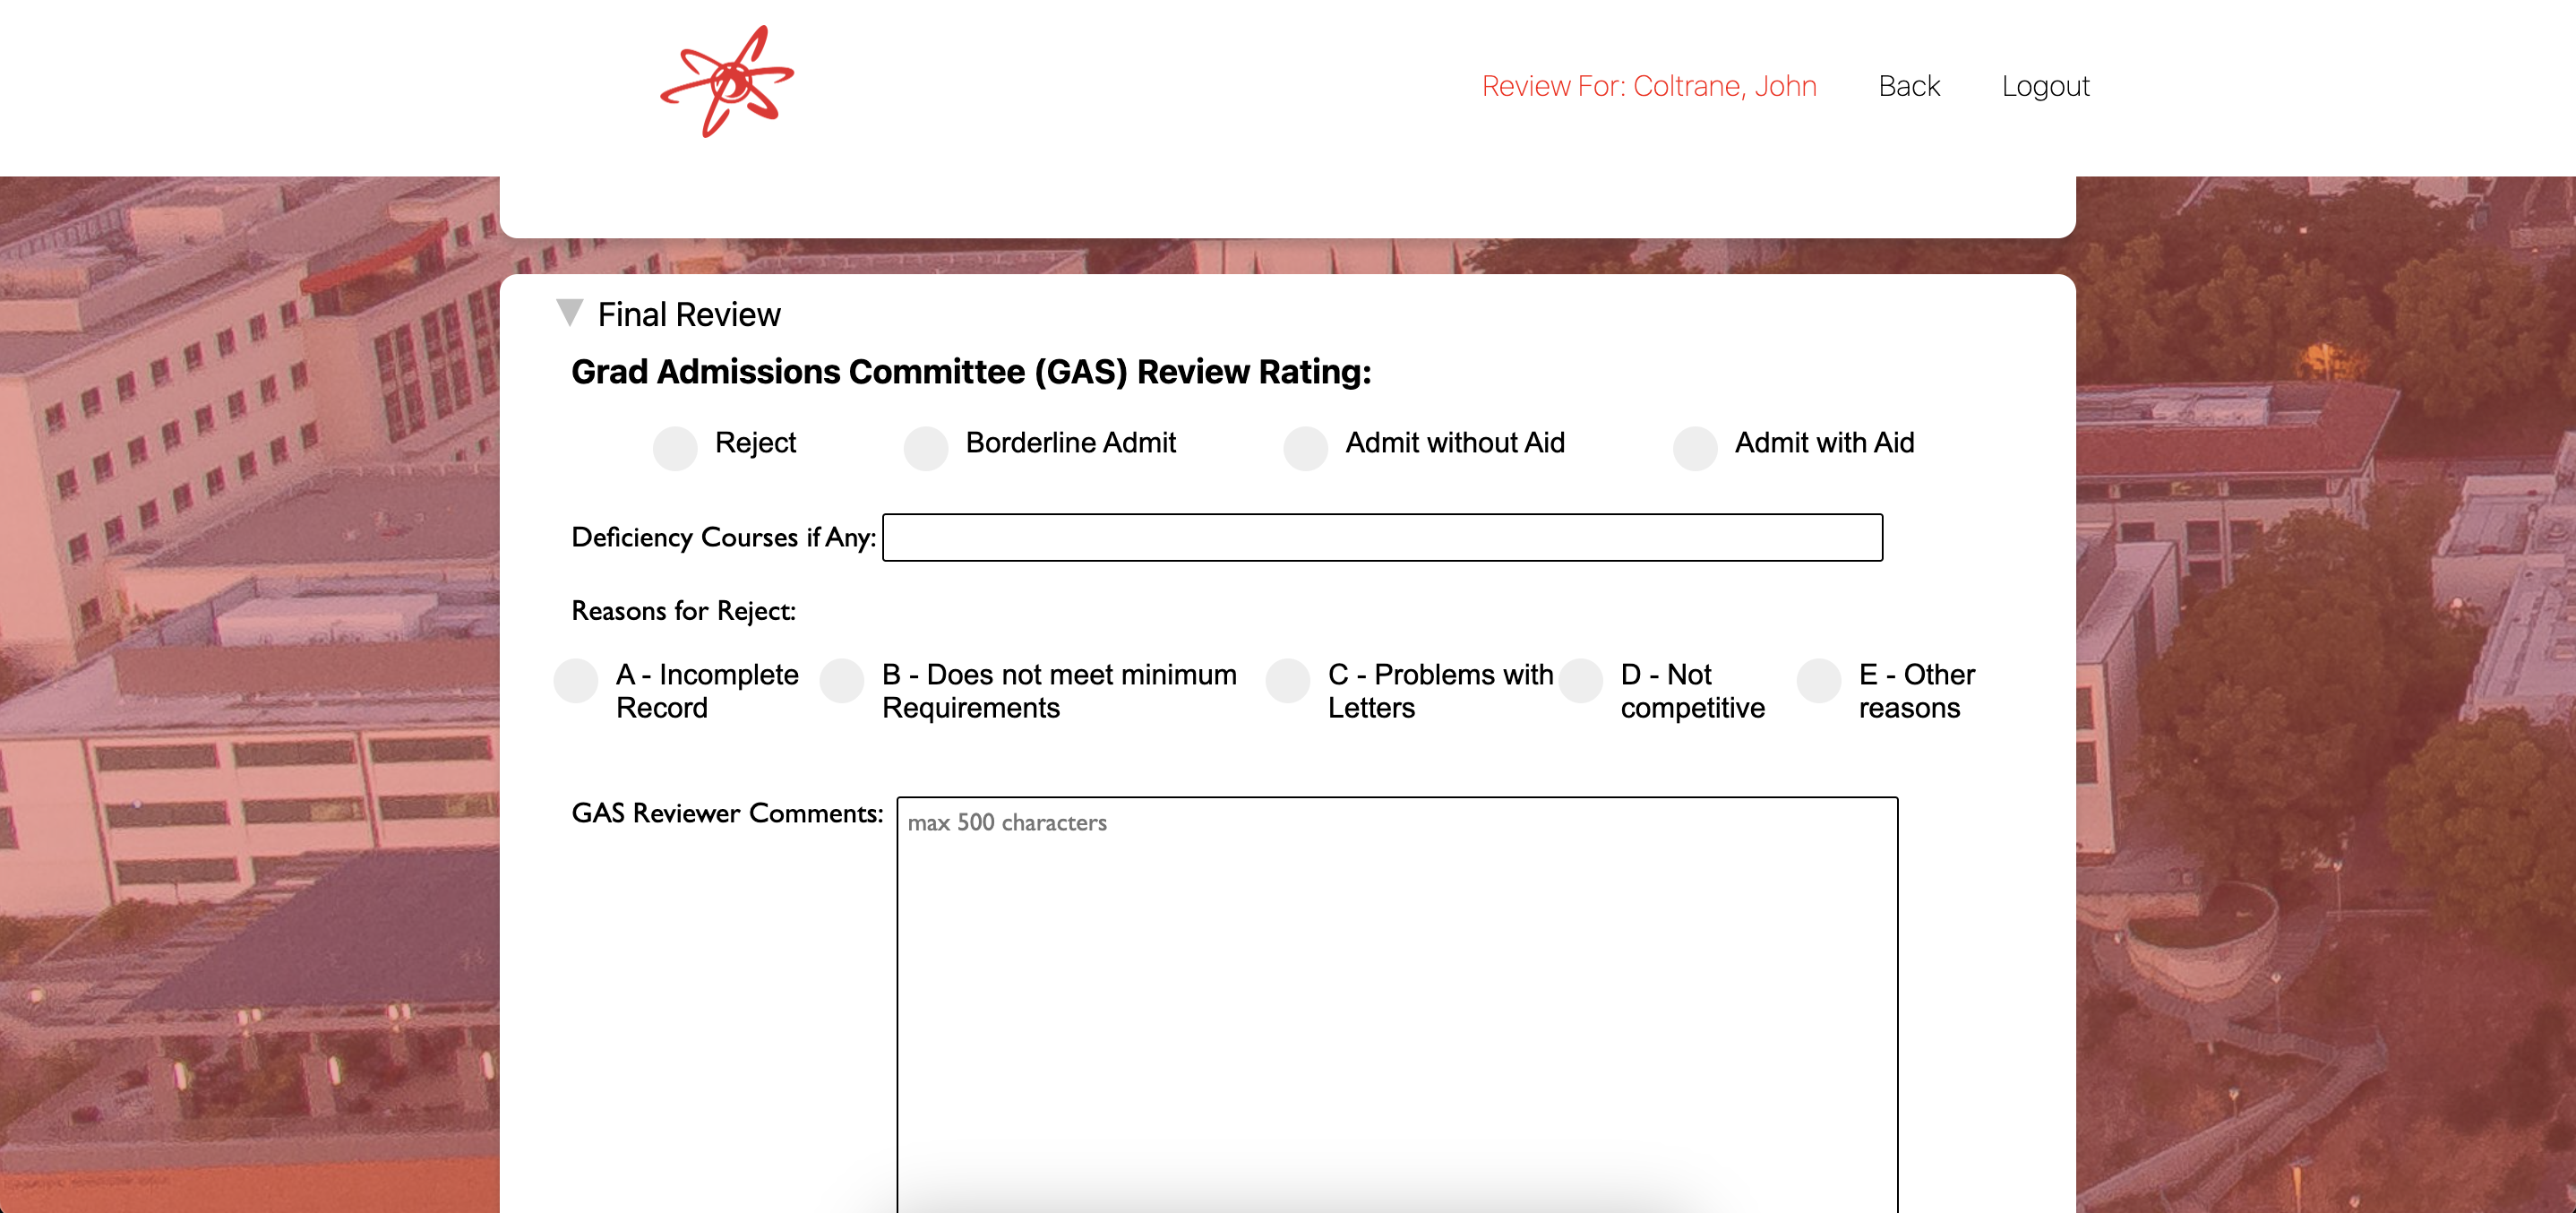 Review For: Coltrane, John Back Logout
Final Review
Grad Admissions Committee (GAS) Review Rating:
Reject Borderline Admit Admit without Aid Admit with Aid
Deficiency Courses if Any:
Reasons for Reject:
A - Incomplete Record
B - Does not meet minimum Requirements
C - Problems with Letters
D - Not competitive
E - Other reasons
GAS Reviewer Comments:
max 500 characters